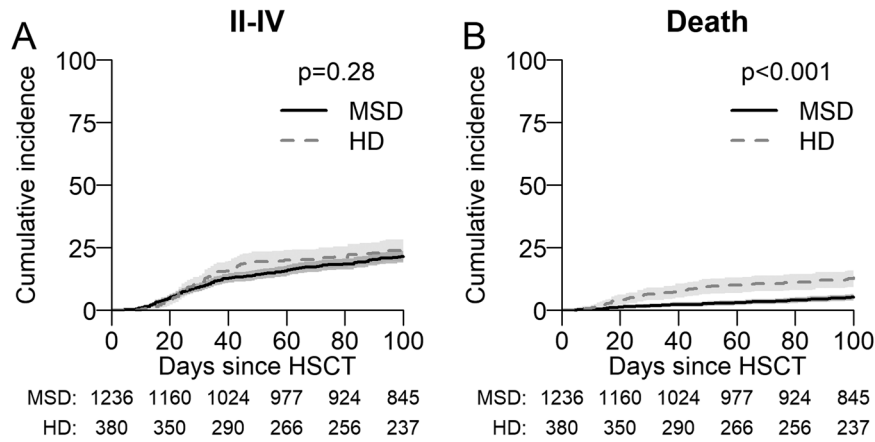 A
II-IV
100
75
50
25
0
Cumulative incidence
p=0.28
MSD
HD
0 20 40 60 80 100
Days since HSCT
MSD: 1236 1160 1024 977 924 845
HD: 380 350 290 266 256 237
B
Death
100
75
50
25
0
Cumulative incidence
p<0.001
MSD
HD
0 20 40 60 80 100
Days since HSCT
MSD: 1236 1160 1024 977 924 845
HD: 380 350 290 266 256 237